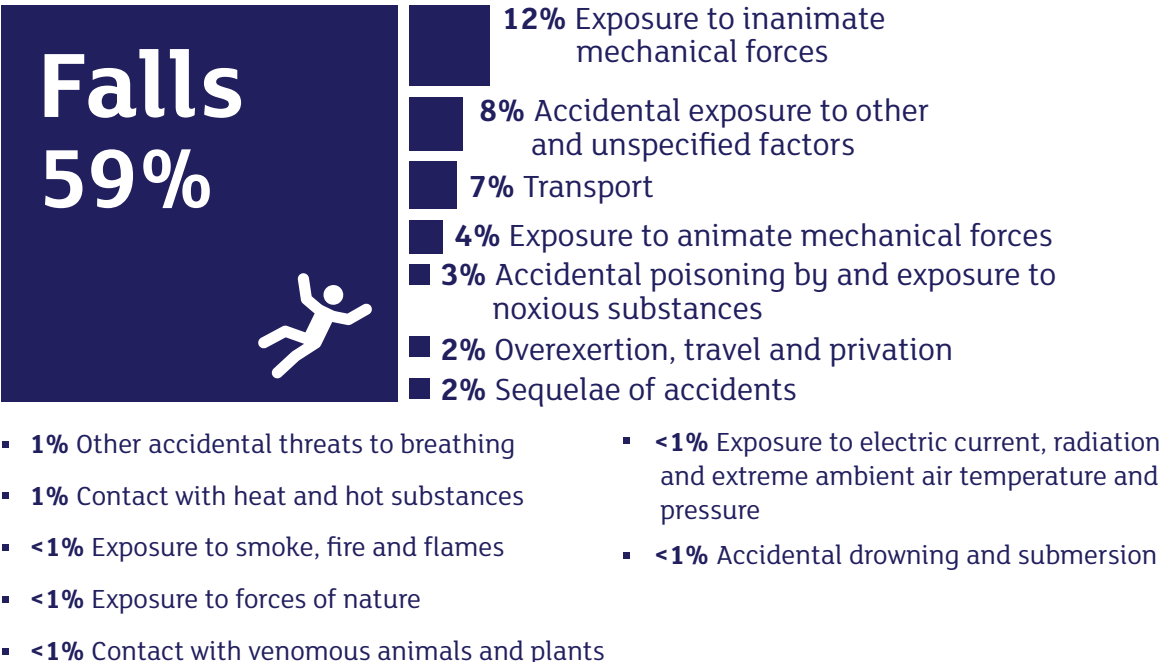 Falls
59%
12% Exposure to inanimate
mechanical forces
8% Accidental exposure to other
and unspecified factors
7% Transport
4% Exposure to animate mechanical forces
3% Accidental poisoning by and exposure to
noxious substances
2% Overexertion, travel and privation
2% Sequelae of accidents
1% Other accidental threats to breathing
1% Contact with heat and hot substances
<1% Exposure to smoke, fire and flames
<1% Exposure to forces of nature
<1% Contact with venomous animals and plants
<1% Exposure to electric current, radiation
and extreme ambient air temperature and
pressure
<1% Accidental drowning and submersion